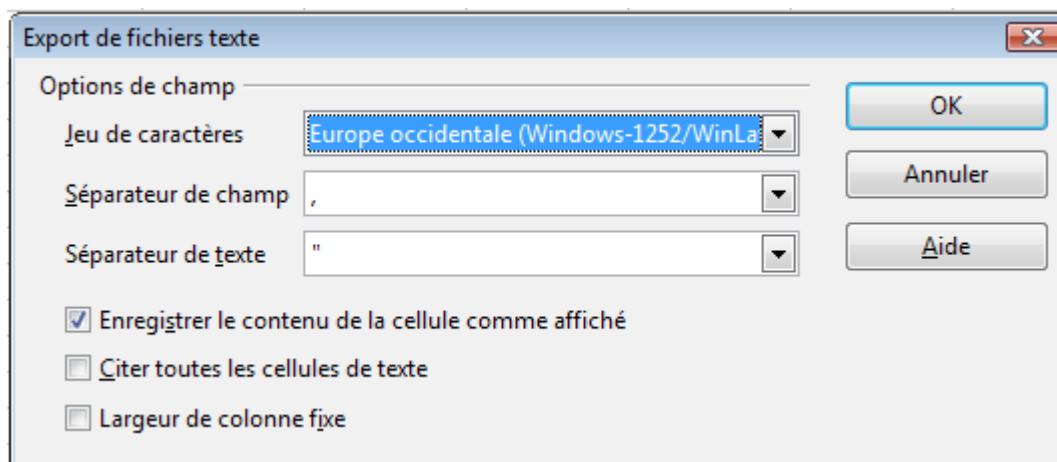 Export de fichiers texte
Options de champ
OK
Jeu de caractères
Europe occidentale (Windows-1252/WinLa
Annuler
Séparateur de champ
,
Séparateur de texte
"
Aide
Enregistrer le contenu de la cellule comme affiché
Citer toutes les cellules de texte
Largeur de colonne fixe